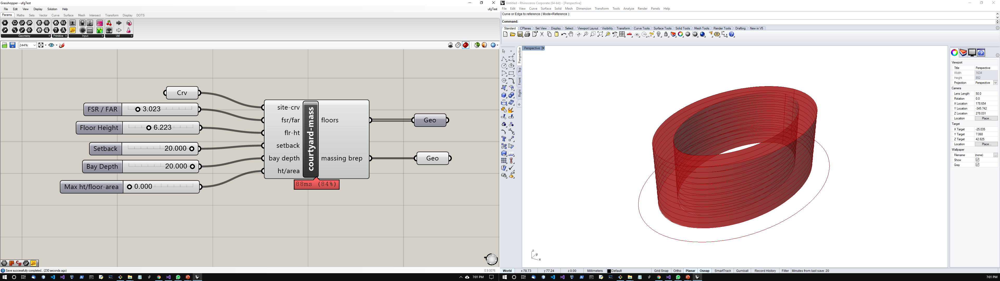 Grasshopper - ufgTest
File Edit View Display Solution Help
ufgTest
Params Maths Sets Vector Curve Surface Mesh Intersect Transform Display DOTS
Geometry
Primitive
Input
Util
244%
Crv
FSR / FAR 3.023
Floor Height 6.223
Setback 20.000
Bay Depth 20.000
Max ht/floor-area 0.000
site-crv
fsr/far
flr-ht
setback
bay depth
ht/area
courtyard-mass
floors
massing brep
88ms (84%)
Geo
Geo
Save successfully completed... (230 seconds ago)
0.9.0076
7:01 PM
Untitled - Rhinoceros Corporate (64-bit) - [Perspective]
File Edit View Curve Surface Solid Mesh Dimension Transform Tools Analyze Render Panels Help
Curve or Edge to reference ( Mode=Reference ):
Command:
Standard CPlanes Set View Display Select Viewport Layout Visibility Transform Curve Tools Surface Tools Solid Tools Mesh Tools Render Tools Drafting New in V5
Perspective
Perspective
Top
Front
Right
z
y
x
Viewport
Title Perspective
Width 1634
Height 852
Projection Perspective
Camera
Lens Length 50.0
Rotation 0.0
X Location 178.654
Y Location -345.742
Z Location 278.031
Location Place...
Target
X Target -25.035
Y Target 7.068
Z Target 42.825
Location Place...
Wallpaper
Filename (none) ...
Show
Gray
World x 78.73 y 77.24 z 0.00 Millimeters Default Grid Snap Ortho Planar Osnap SmartTrack Gumball Record History Filter Minutes from last save: 20
7:01 PM